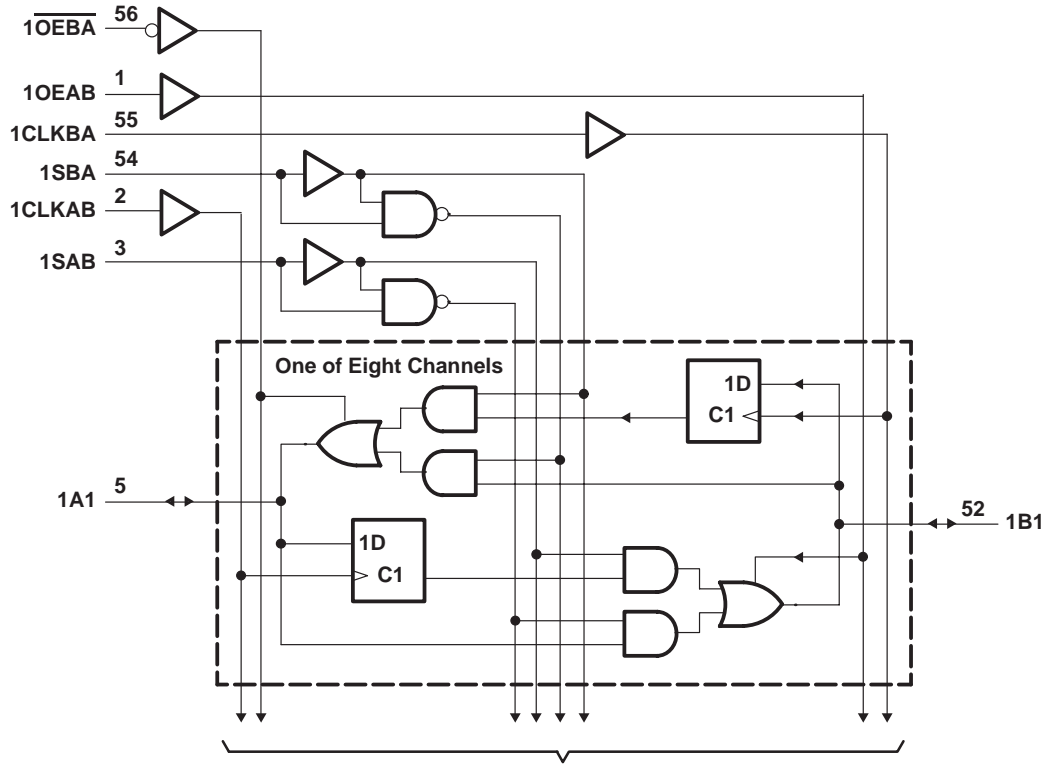 1O̅E̅B̅A̅ 56
1OEAB 1
1CLKBA 55
1SBA 54
1CLKAB 2
1SAB 3
One of Eight Channels
1D
C1
1A1 5
52 1B1
1D
C1